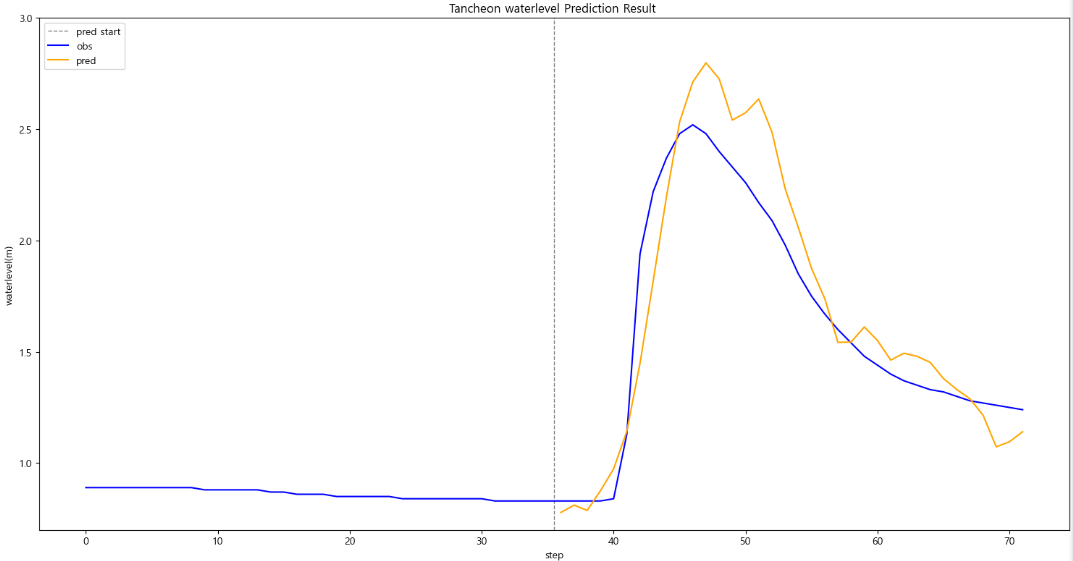 Tancheon waterlevel Prediction Result
pred start
obs
pred
3.0
2.5
2.0
1.5
1.0
waterlevel(m)
0 10 20 30 40 50 60 70
step